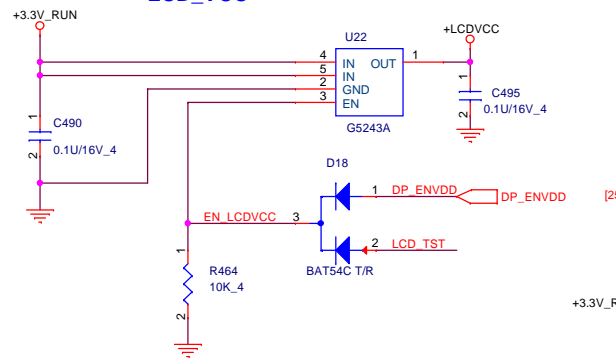 +3.3V_RUN
U22
+LCDVCC
4 IN OUT 1
5 IN
2 GND
3 EN
G5243A
1
C490
0.1U/16V_4
2
1
C495
0.1U/16V_4
2
D18
1 DP_ENVDD DP_ENVDD
EN_LCDVCC 3
2 LCD_TST
BAT54C T/R
1
R464
10K_4
2